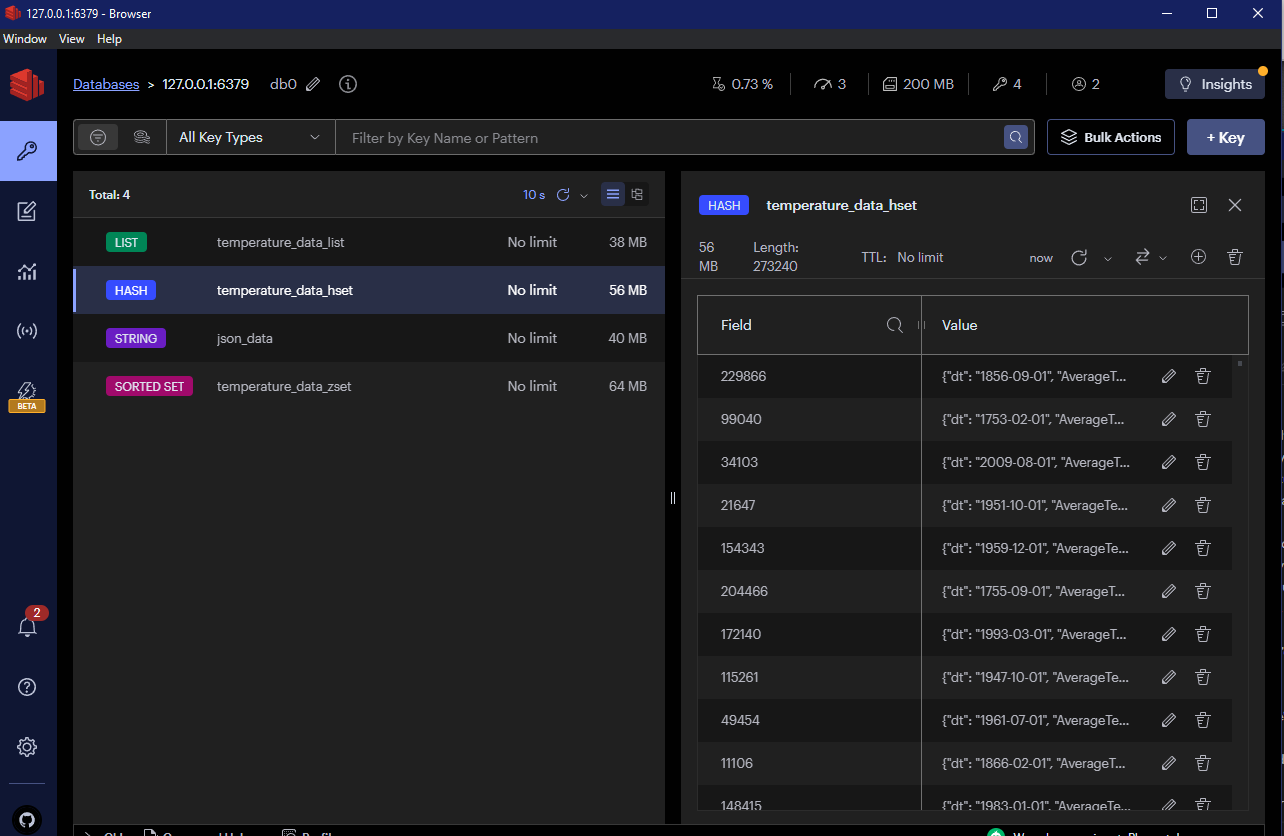 127.0.0.1:6379 - Browser
Window View Help
Databases > 127.0.0.1:6379 db0 0.73 % 3 200 MB 4 2 Insights
All Key Types Filter by Key Name or Pattern Bulk Actions + Key
Total: 4 10 s
LIST temperature_data_list No limit 38 MB
HASH temperature_data_hset No limit 56 MB
STRING json_data No limit 40 MB
SORTED SET temperature_data_zset No limit 64 MB
BETA
2
HASH temperature_data_hset
56 MB Length: 273240 TTL: No limit now
Field Value
229866 {"dt": "1856-09-01", "AverageT...
99040 {"dt": "1753-02-01", "AverageT...
34103 {"dt": "2009-08-01", "AverageT...
21647 {"dt": "1951-10-01", "AverageTe...
154343 {"dt": "1959-12-01", "AverageTe...
204466 {"dt": "1755-09-01", "AverageT...
172140 {"dt": "1993-03-01", "AverageT...
115261 {"dt": "1947-10-01", "AverageTe...
49454 {"dt": "1961-07-01", "AverageTe...
11106 {"dt": "1866-02-01", "AverageT...
148415 {"dt": "1983-01-01", "AverageT...